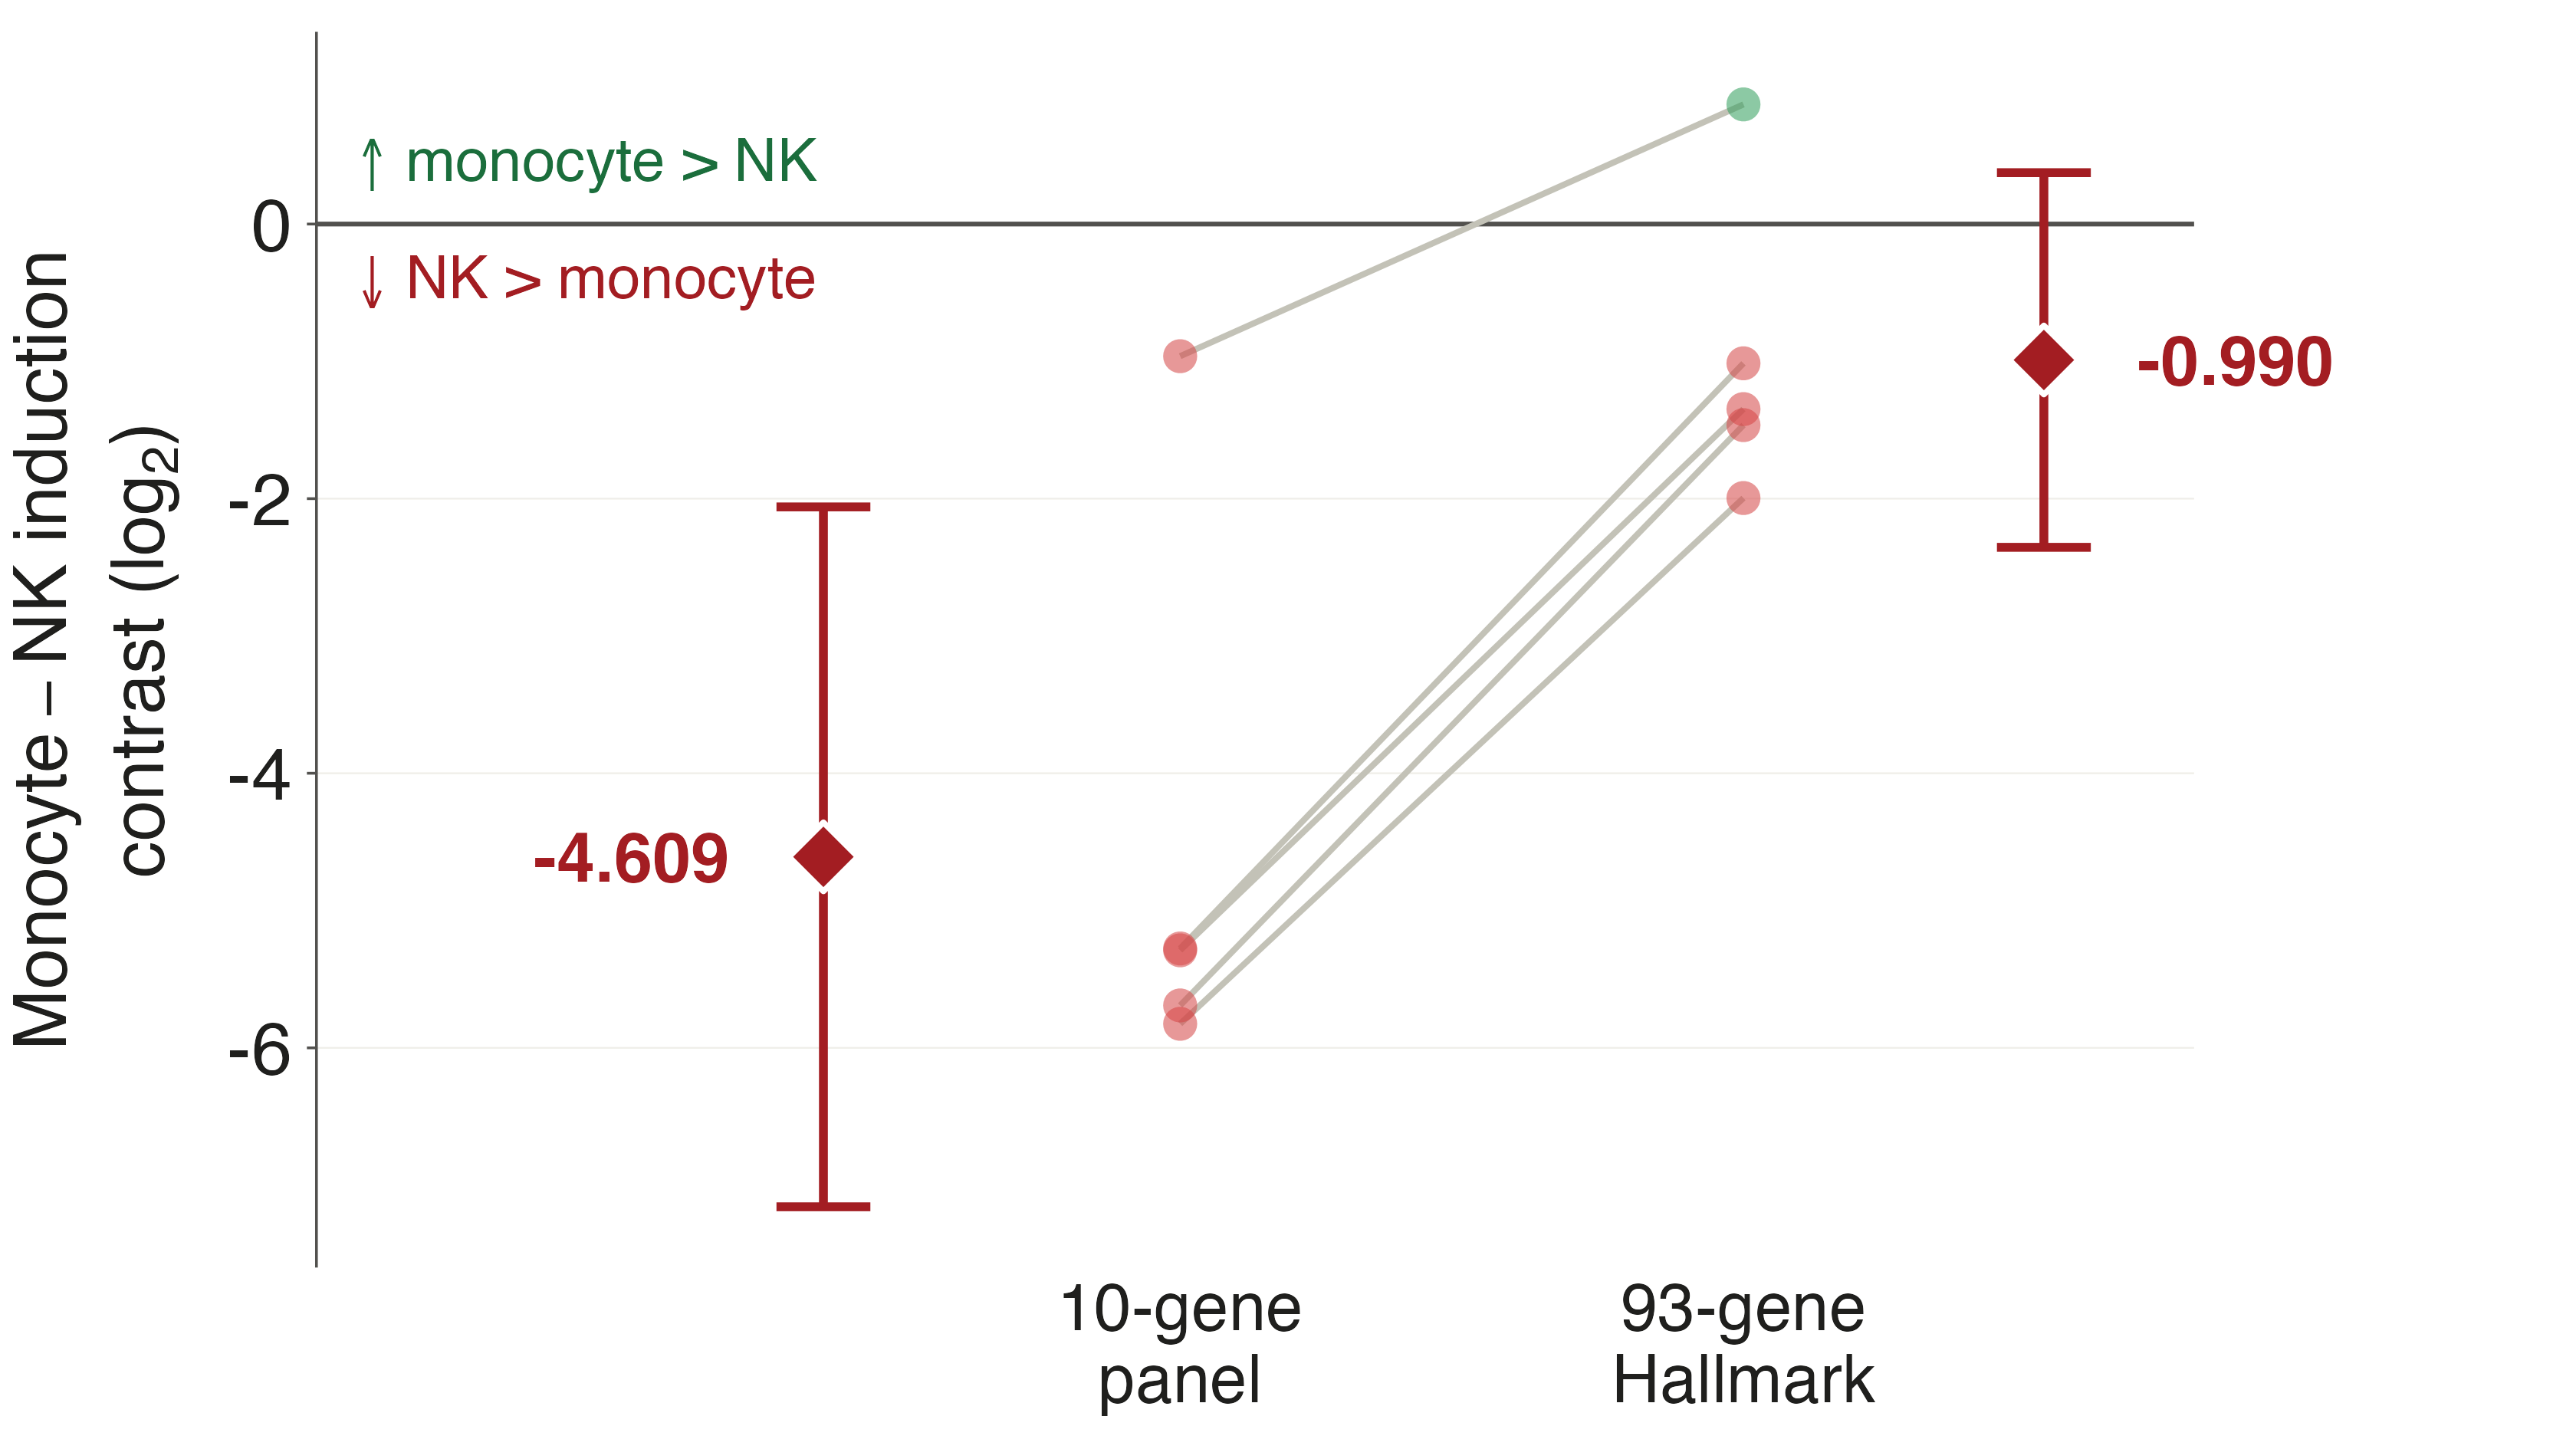 Monocyte – NK induction
contrast (log₂)
↑ monocyte > NK
0
↓ NK > monocyte
-2
-4
-6
-4.609
-0.990
10-gene
panel
93-gene
Hallmark